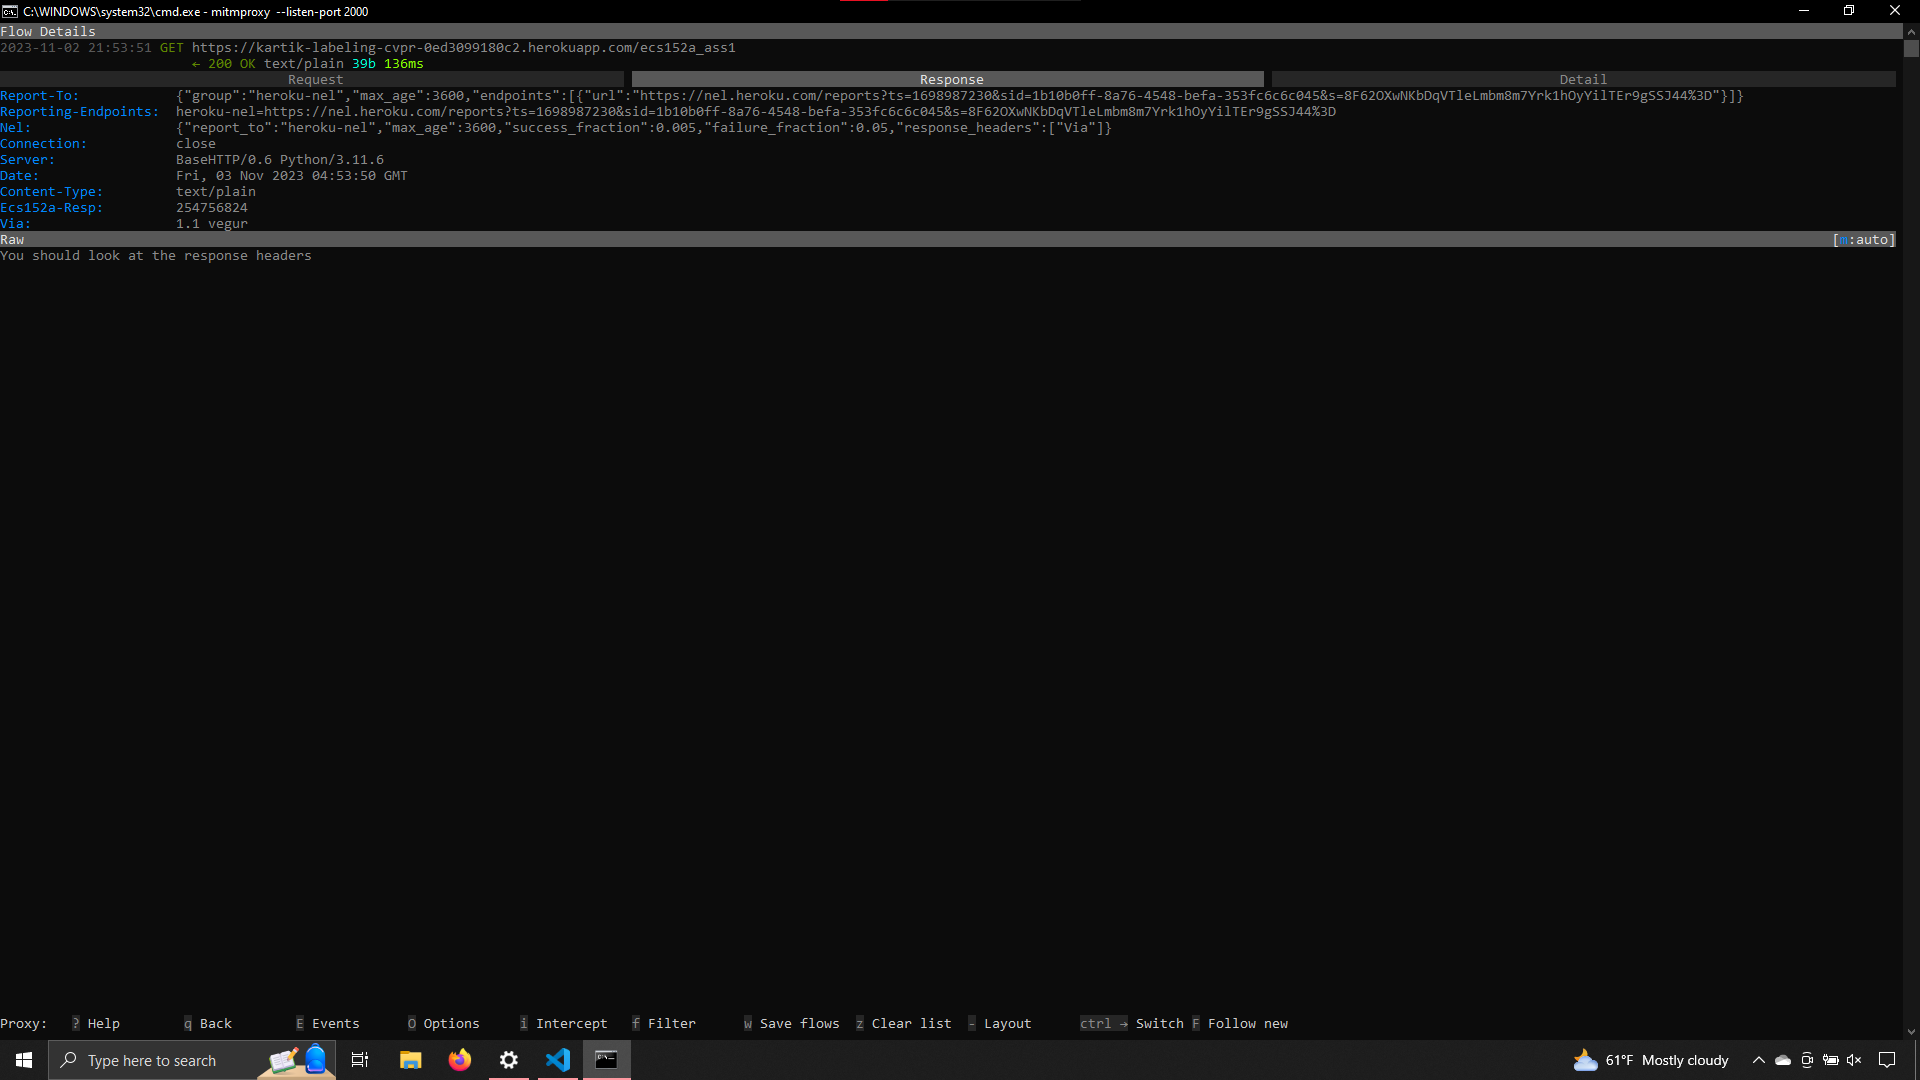 C:\WINDOWS\system32\cmd.exe - mitmproxy --listen-port 2000
Flow Details
2023-11-02 21:53:51 GET https://kartik-labeling-cvpr-0ed3099180c2.herokuapp.com/ecs152a_ass1
← 200 OK text/plain 39b 136ms
Request Response Detail
Report-To: {"group":"heroku-nel","max_age":3600,"endpoints":[{"url":"https://nel.heroku.com/reports?ts=1698987230&sid=1b10b0ff-8a76-4548-befa-353fc6c6c045&s=8F62OXwNKbDqVTleLmbm8m7Yrk1hOyYilTEr9gSSJ44%3D"}]}
Reporting-Endpoints: heroku-nel=https://nel.heroku.com/reports?ts=1698987230&sid=1b10b0ff-8a76-4548-befa-353fc6c6c045&s=8F62OXwNKbDqVTleLmbm8m7Yrk1hOyYilTEr9gSSJ44%3D
Nel: {"report_to":"heroku-nel","max_age":3600,"success_fraction":0.005,"failure_fraction":0.05,"response_headers":["Via"]}
Connection: close
Server: BaseHTTP/0.6 Python/3.11.6
Date: Fri, 03 Nov 2023 04:53:50 GMT
Content-Type: text/plain
Ecs152a-Resp: 254756824
Via: 1.1 vegur
Raw [m:auto]
You should look at the response headers
Proxy: ? Help q Back E Events O Options i Intercept f Filter w Save flows z Clear list - Layout ctrl → Switch F Follow new
Type here to search 61°F Mostly cloudy